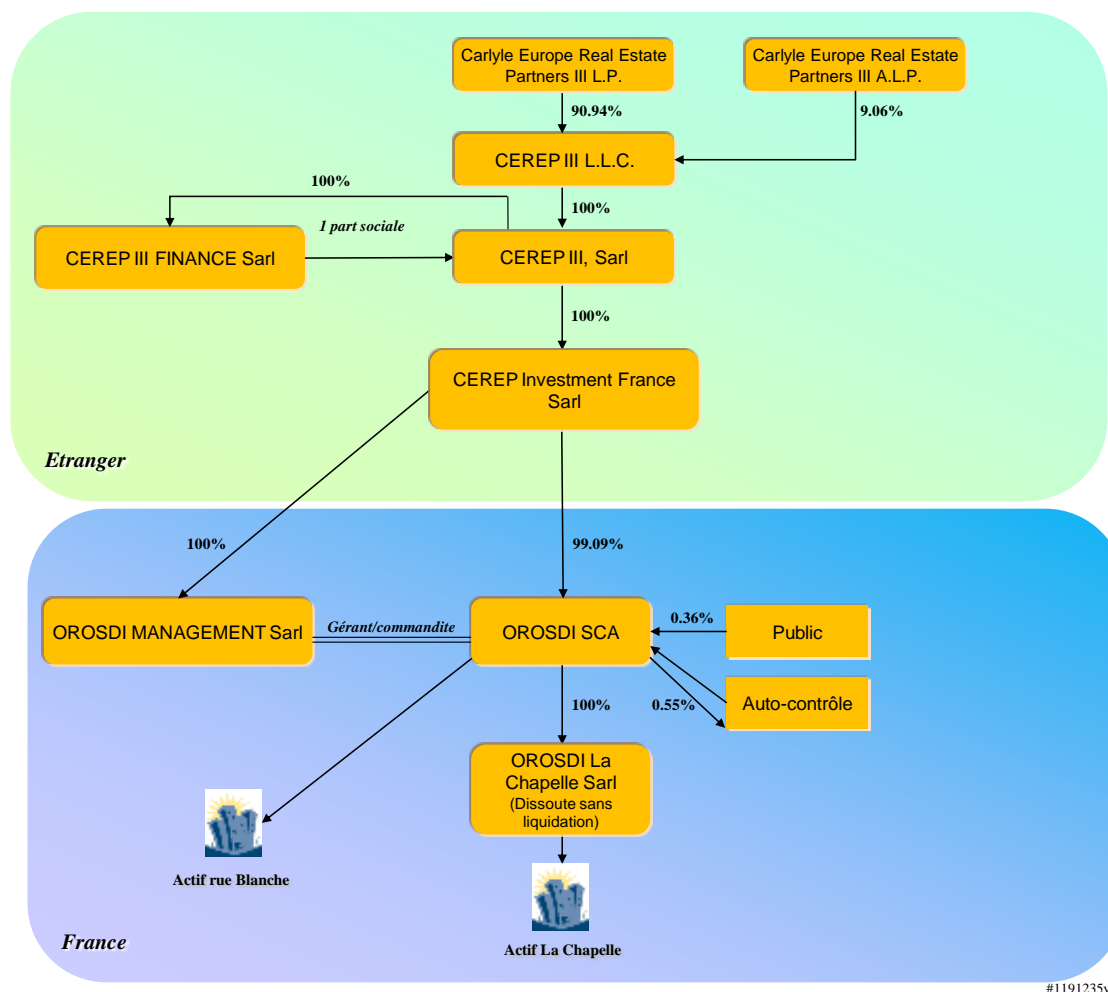 Carlyle Europe Real Estate
Partners III L.P.
Carlyle Europe Real Estate
Partners III A.L.P.
90.94%
9.06%
CEREP III L.L.C.
100%
100%
1 part sociale
CEREP III FINANCE Sarl
CEREP III, Sarl
100%
CEREP Investment France
Sarl
Etranger
100%
99.09%
OROSDI MANAGEMENT Sarl
Gérant/commandite
OROSDI SCA
0.36%
Public
100%
0.55%
Auto-contrôle
OROSDI La
Chapelle Sarl
(Dissoute sans
liquidation)
Actif rue Blanche
France
Actif La Chapelle
#1191235v